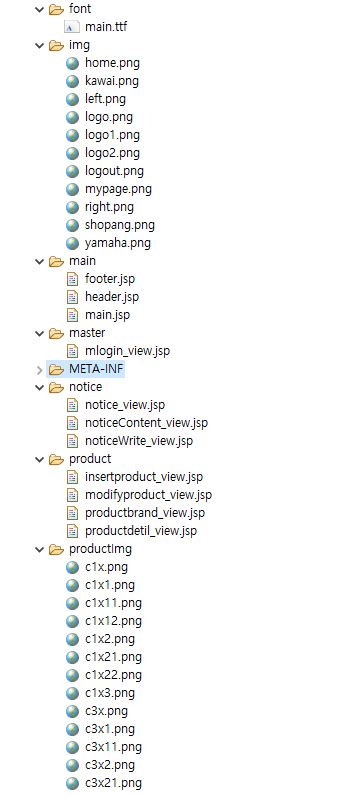 font
main.ttf
img
home.png
kawai.png
left.png
logo.png
logo1.png
logo2.png
logout.png
mypage.png
right.png
shopang.png
yamaha.png
main
footer.jsp
header.jsp
main.jsp
master
mlogin_view.jsp
META-INF
notice
notice_view.jsp
noticeContent_view.jsp
noticeWrite_view.jsp
product
insertproduct_view.jsp
modifyproduct_view.jsp
productbrand_view.jsp
productdetil_view.jsp
productImg
c1x.png
c1x1.png
c1x11.png
c1x12.png
c1x2.png
c1x21.png
c1x22.png
c1x3.png
c3x.png
c3x1.png
c3x11.png
c3x2.png
c3x21.png